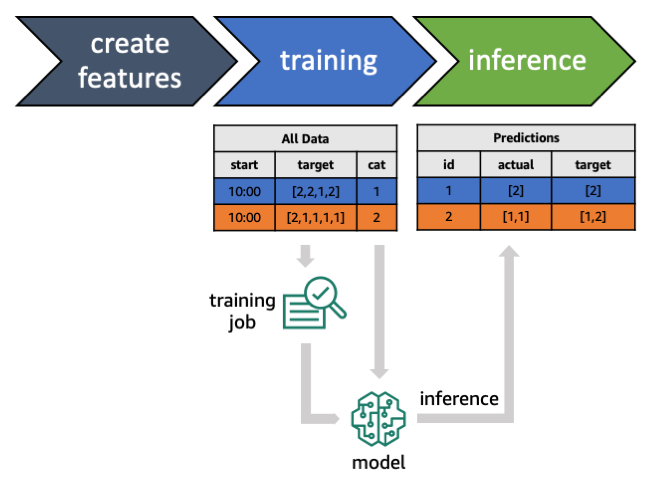 create
features
training
inference
All Data
start target cat
10:00 [2,2,1,2] 1
10:00 [2,1,1,1,1] 2
Predictions
id actual target
1 [2] [2]
2 [1,1] [1,2]
training
job
inference
model